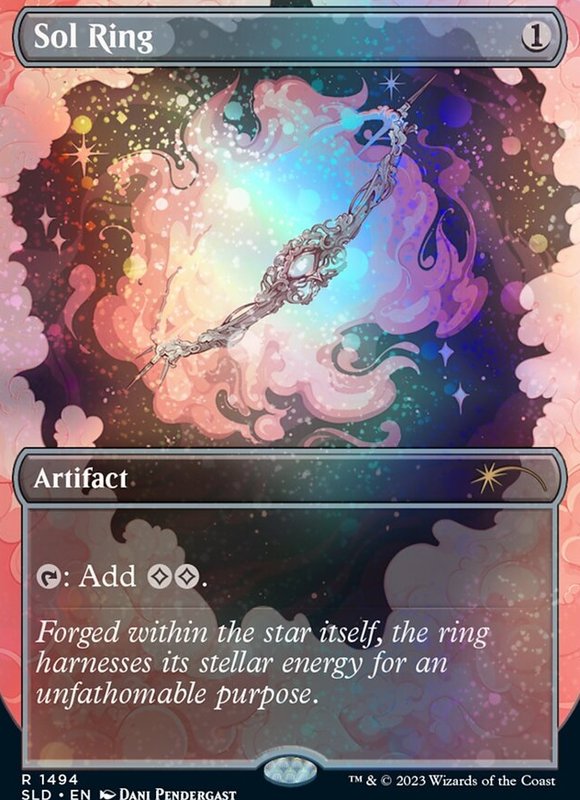 Sol Ring 1
Artifact
: Add .
Forged within the star itself, the ring
harnesses its stellar energy for an
unfathomable purpose.
R 1494
SLD • EN Dani Pendergast
™ & © 2023 Wizards of the Coast